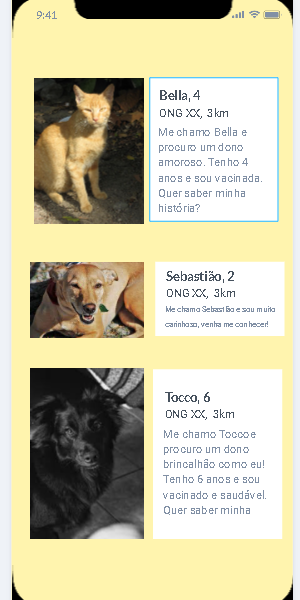 9:41
Bella, 4
ONG XX, 3km
Me chamo Bella e
procuro um dono
amoroso. Tenho 4
anos e sou vacinada.
Quer saber minha
história?
Sebastião, 2
ONG XX, 3km
Me chamo Sebastião e sou muito
carinhoso, venha me conhecer!
Tocco, 6
ONG XX, 3km
Me chamo Toccoe
procuro um dono
brincalhão como eu!
Tenho 6 anos e sou
vacinado e saudável.
Quer saber minha